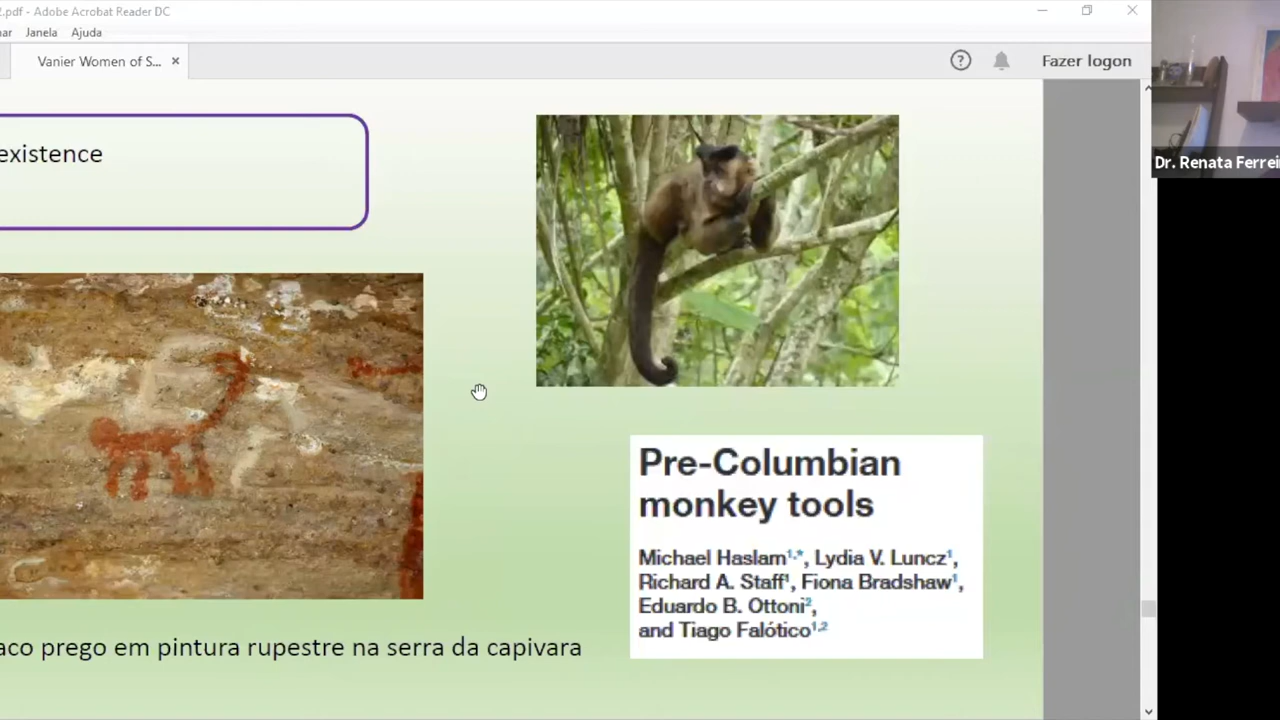 2.pdf - Adobe Acrobat Reader DC
ar Janela Ajuda
Vanier Women of S... ×
Fazer logon
existence
Dr. Renata Ferrei
Pre-Columbian
monkey tools
Michael Haslam1,*, Lydia V. Luncz1,
Richard A. Staff1, Fiona Bradshaw1,
Eduardo B. Ottoni2,
and Tiago Falótico1,2
aco prego em pintura rupestre na serra da capivara